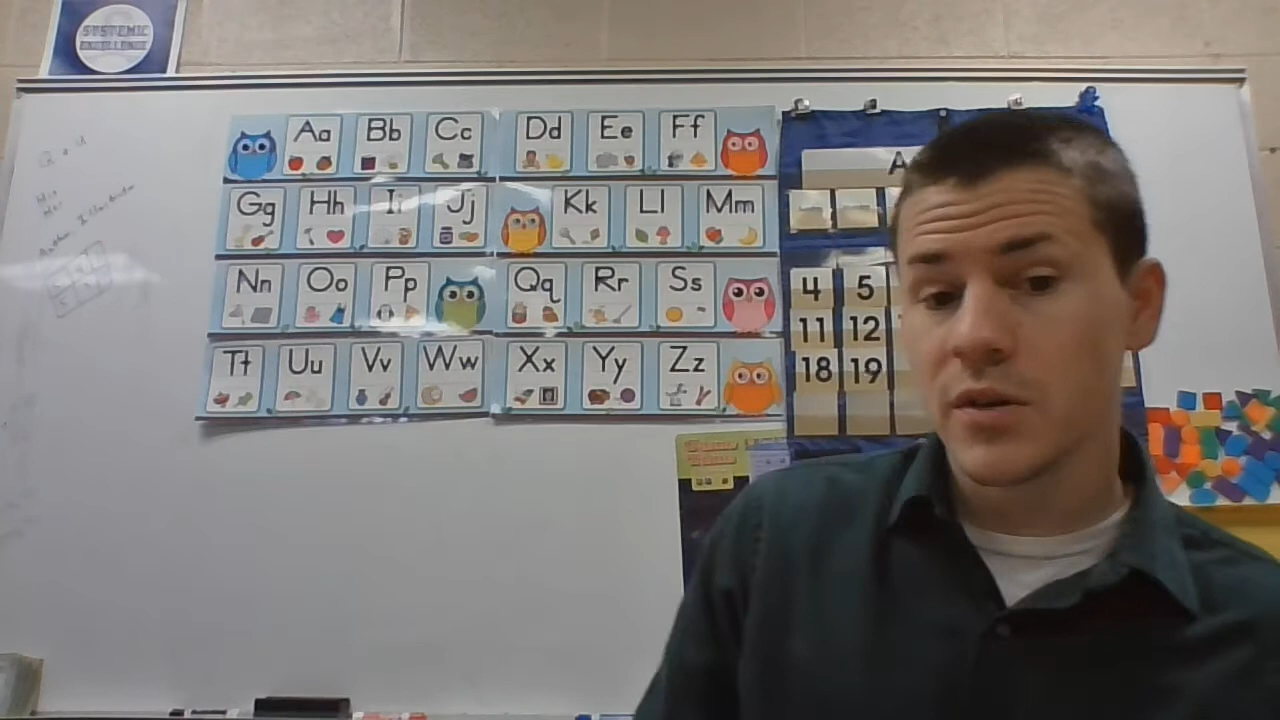 SYSTEMIC
EXCELLENCE
Aa Bb Cc Dd Ee Ff
Gg Hh Ii Jj Kk Ll Mm
Nn Oo Pp Qq Rr Ss
Tt Uu Vv Ww Xx Yy Zz
A
4 5
11 12
18 19